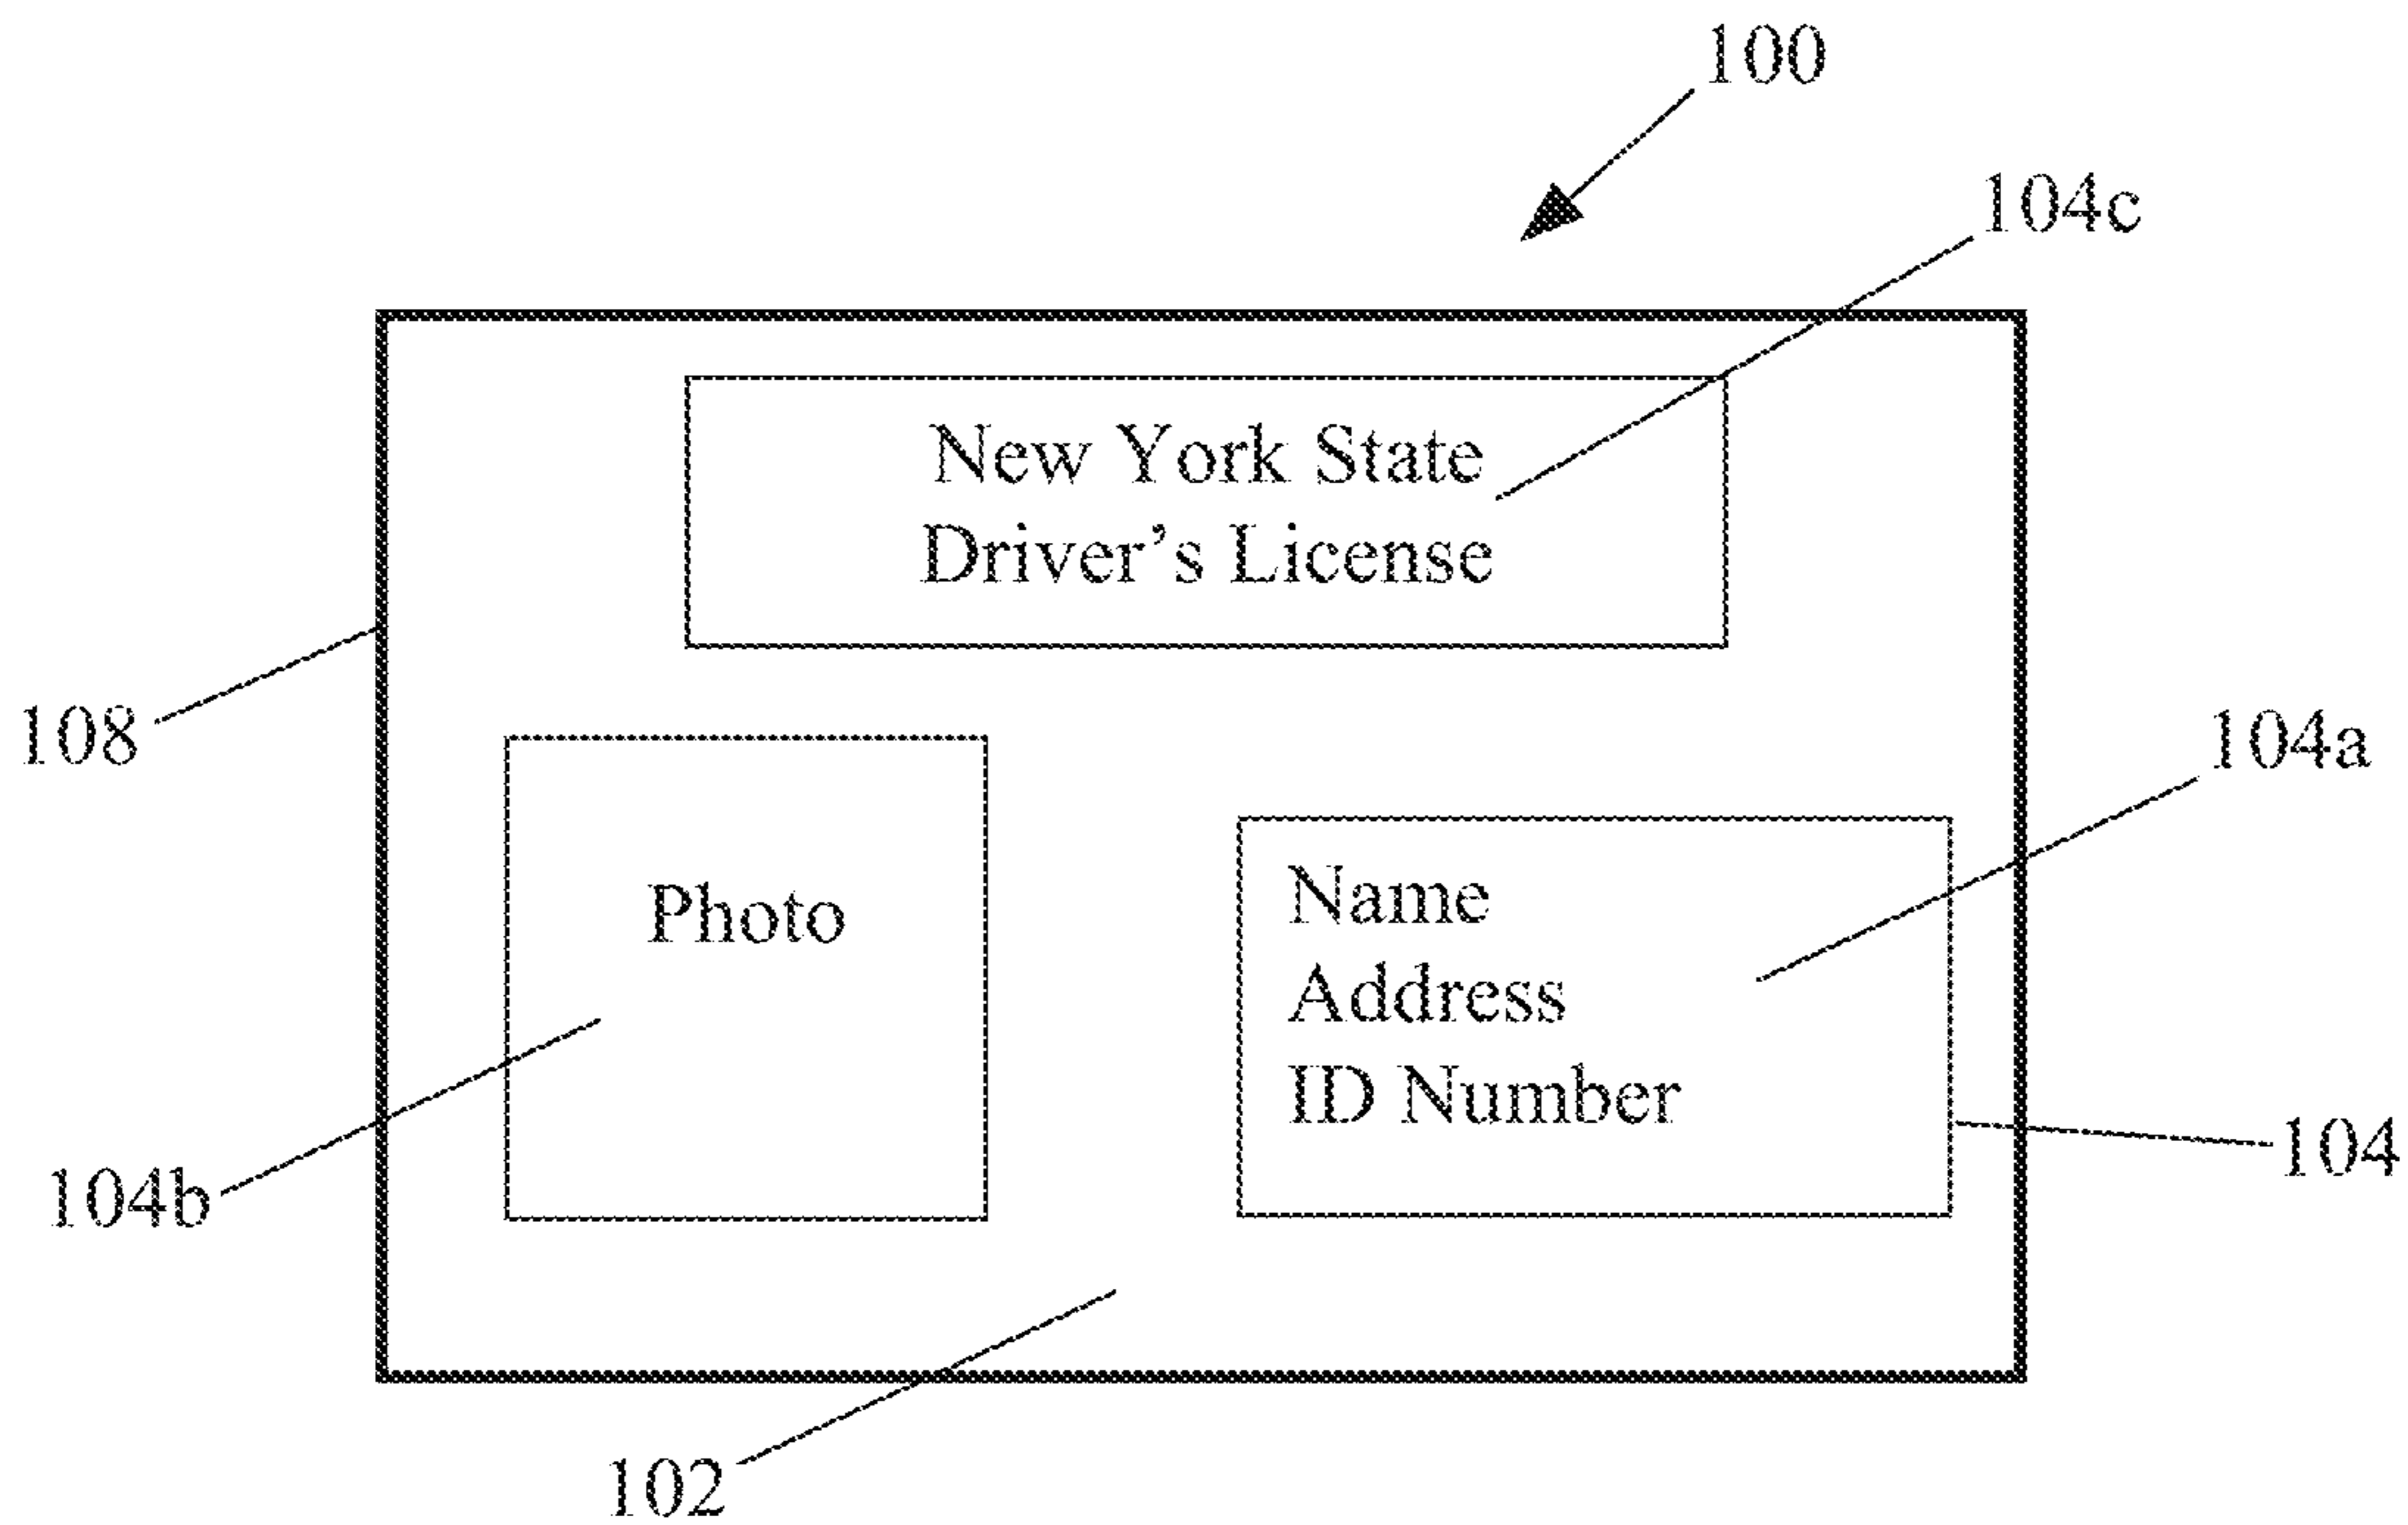 100
104c
New York State
Driver’s License
108
104a
Photo
Name
Address
ID Number
104
104b
102